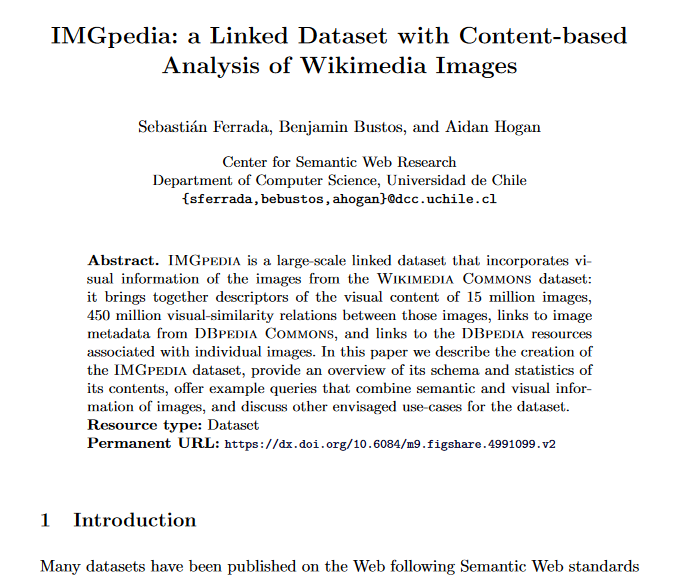 IMGpedia: a Linked Dataset with Content-based
Analysis of Wikimedia Images
Sebastián Ferrada, Benjamin Bustos, and Aidan Hogan
Center for Semantic Web Research
Department of Computer Science, Universidad de Chile
{sferrada,bebustos,ahogan}@dcc.uchile.cl
Abstract. IMGpedia is a large-scale linked dataset that incorporates vi-
sual information of the images from the Wikimedia Commons dataset:
it brings together descriptors of the visual content of 15 million images,
450 million visual-similarity relations between those images, links to image
metadata from DBpedia Commons, and links to the DBpedia resources
associated with individual images. In this paper we describe the creation of
the IMGpedia dataset, provide an overview of its schema and statistics of
its contents, offer example queries that combine semantic and visual infor-
mation of images, and discuss other envisaged use-cases for the dataset.
Resource type: Dataset
Permanent URL: https://dx.doi.org/10.6084/m9.figshare.4991099.v2
1 Introduction
Many datasets have been published on the Web following Semantic Web standards